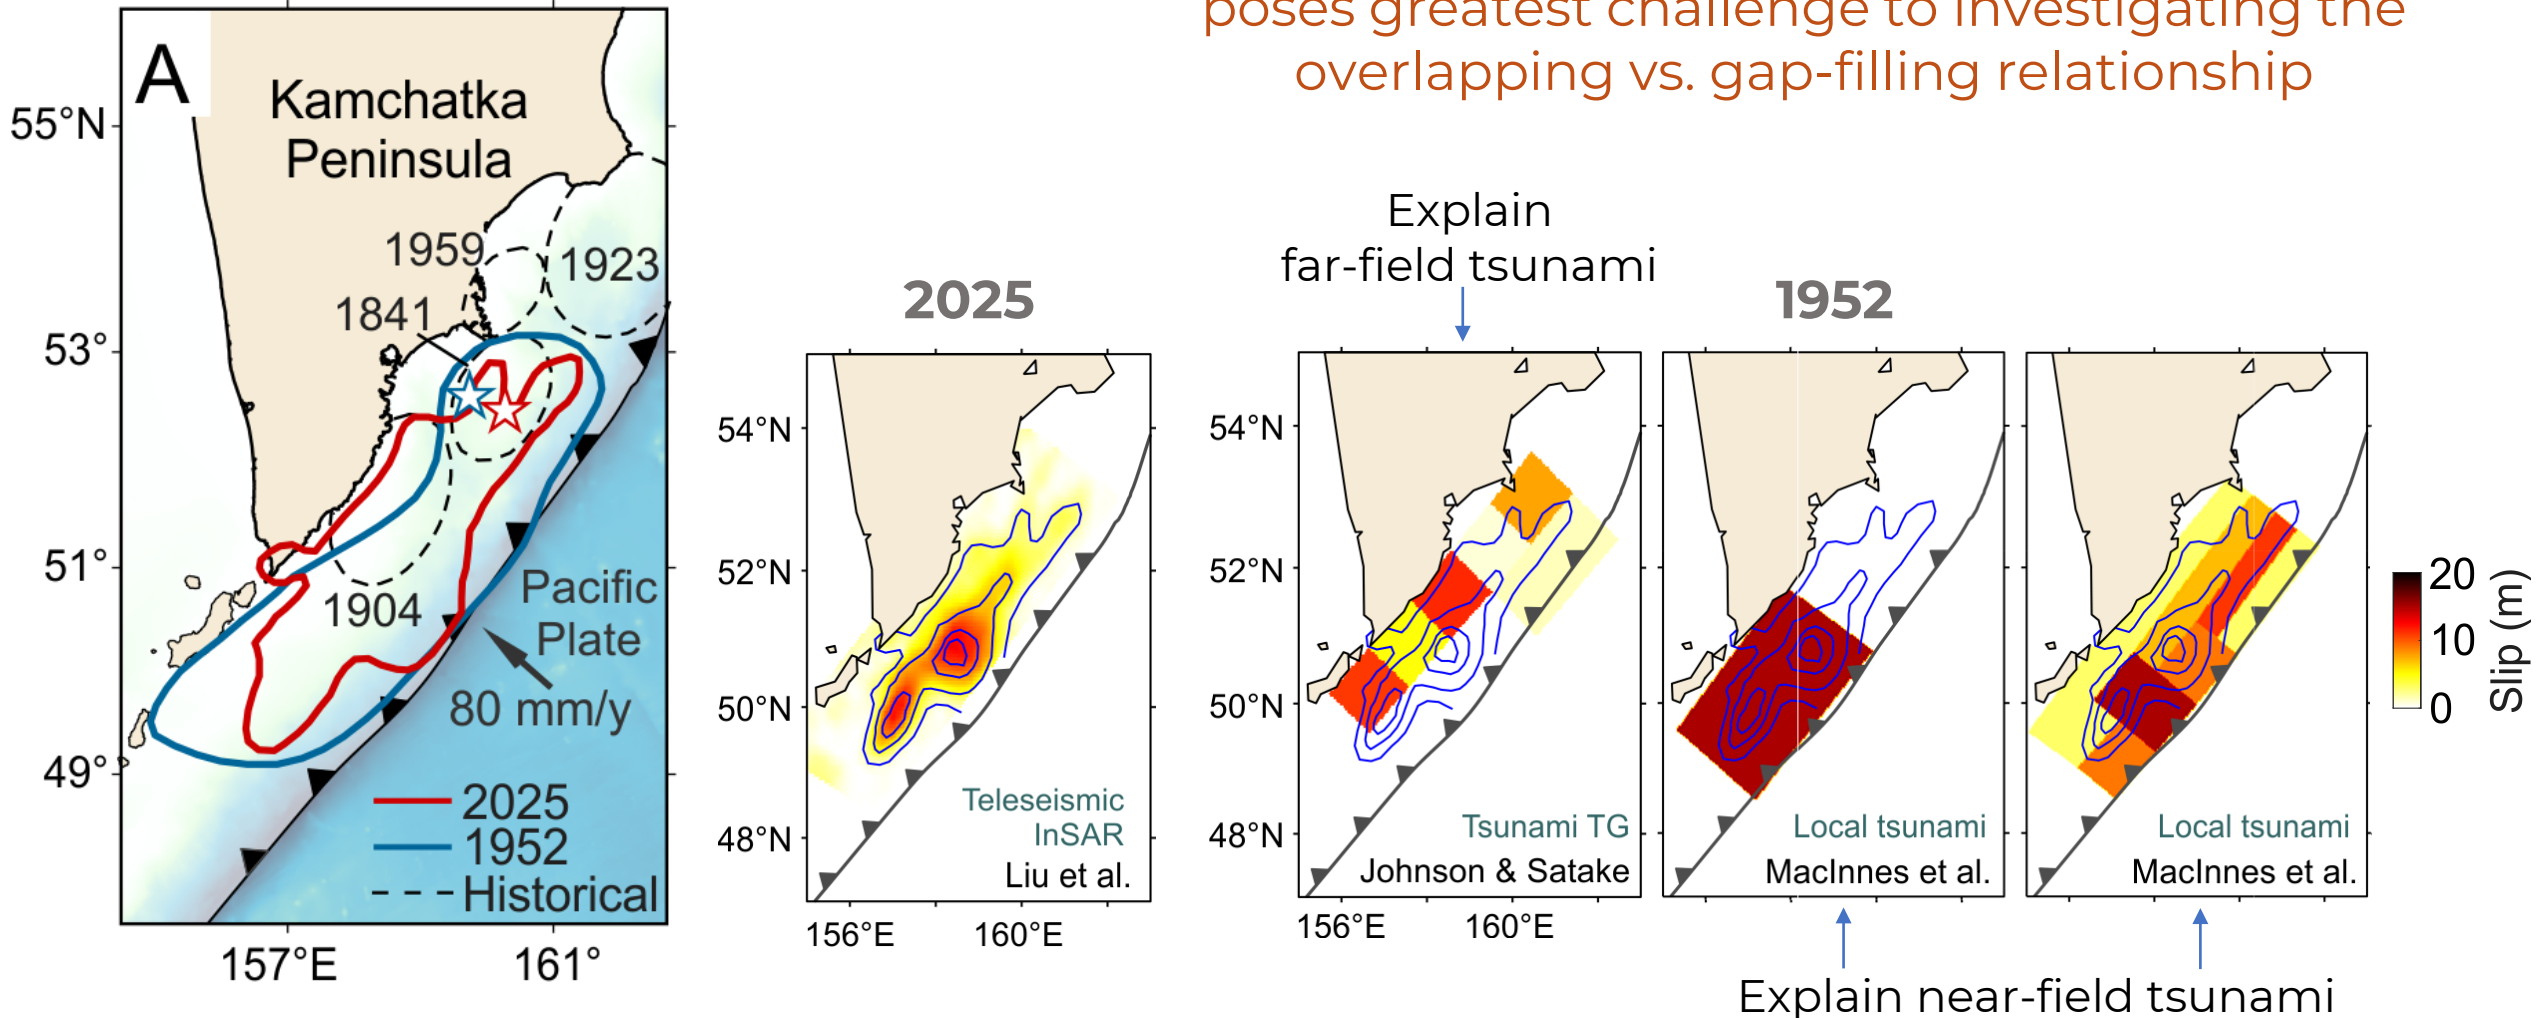 poses greatest challenge to investigating the
overlapping vs. gap-filling relationship
A
Kamchatka
Peninsula
55°N
53°
51°
49°
157°E
161°
1959
1923
1841
1904
Pacific
Plate
80 mm/y
2025
1952
Historical
2025
54°N
52°N
50°N
48°N
156°E
160°E
Teleseismic
InSAR
Liu et al.
Explain
far-field tsunami
1952
54°N
52°N
50°N
48°N
156°E
160°E
Tsunami TG
Johnson & Satake
Local tsunami
MacInnes et al.
Local tsunami
MacInnes et al.
20
10
0
Slip (m)
Explain near-field tsunami